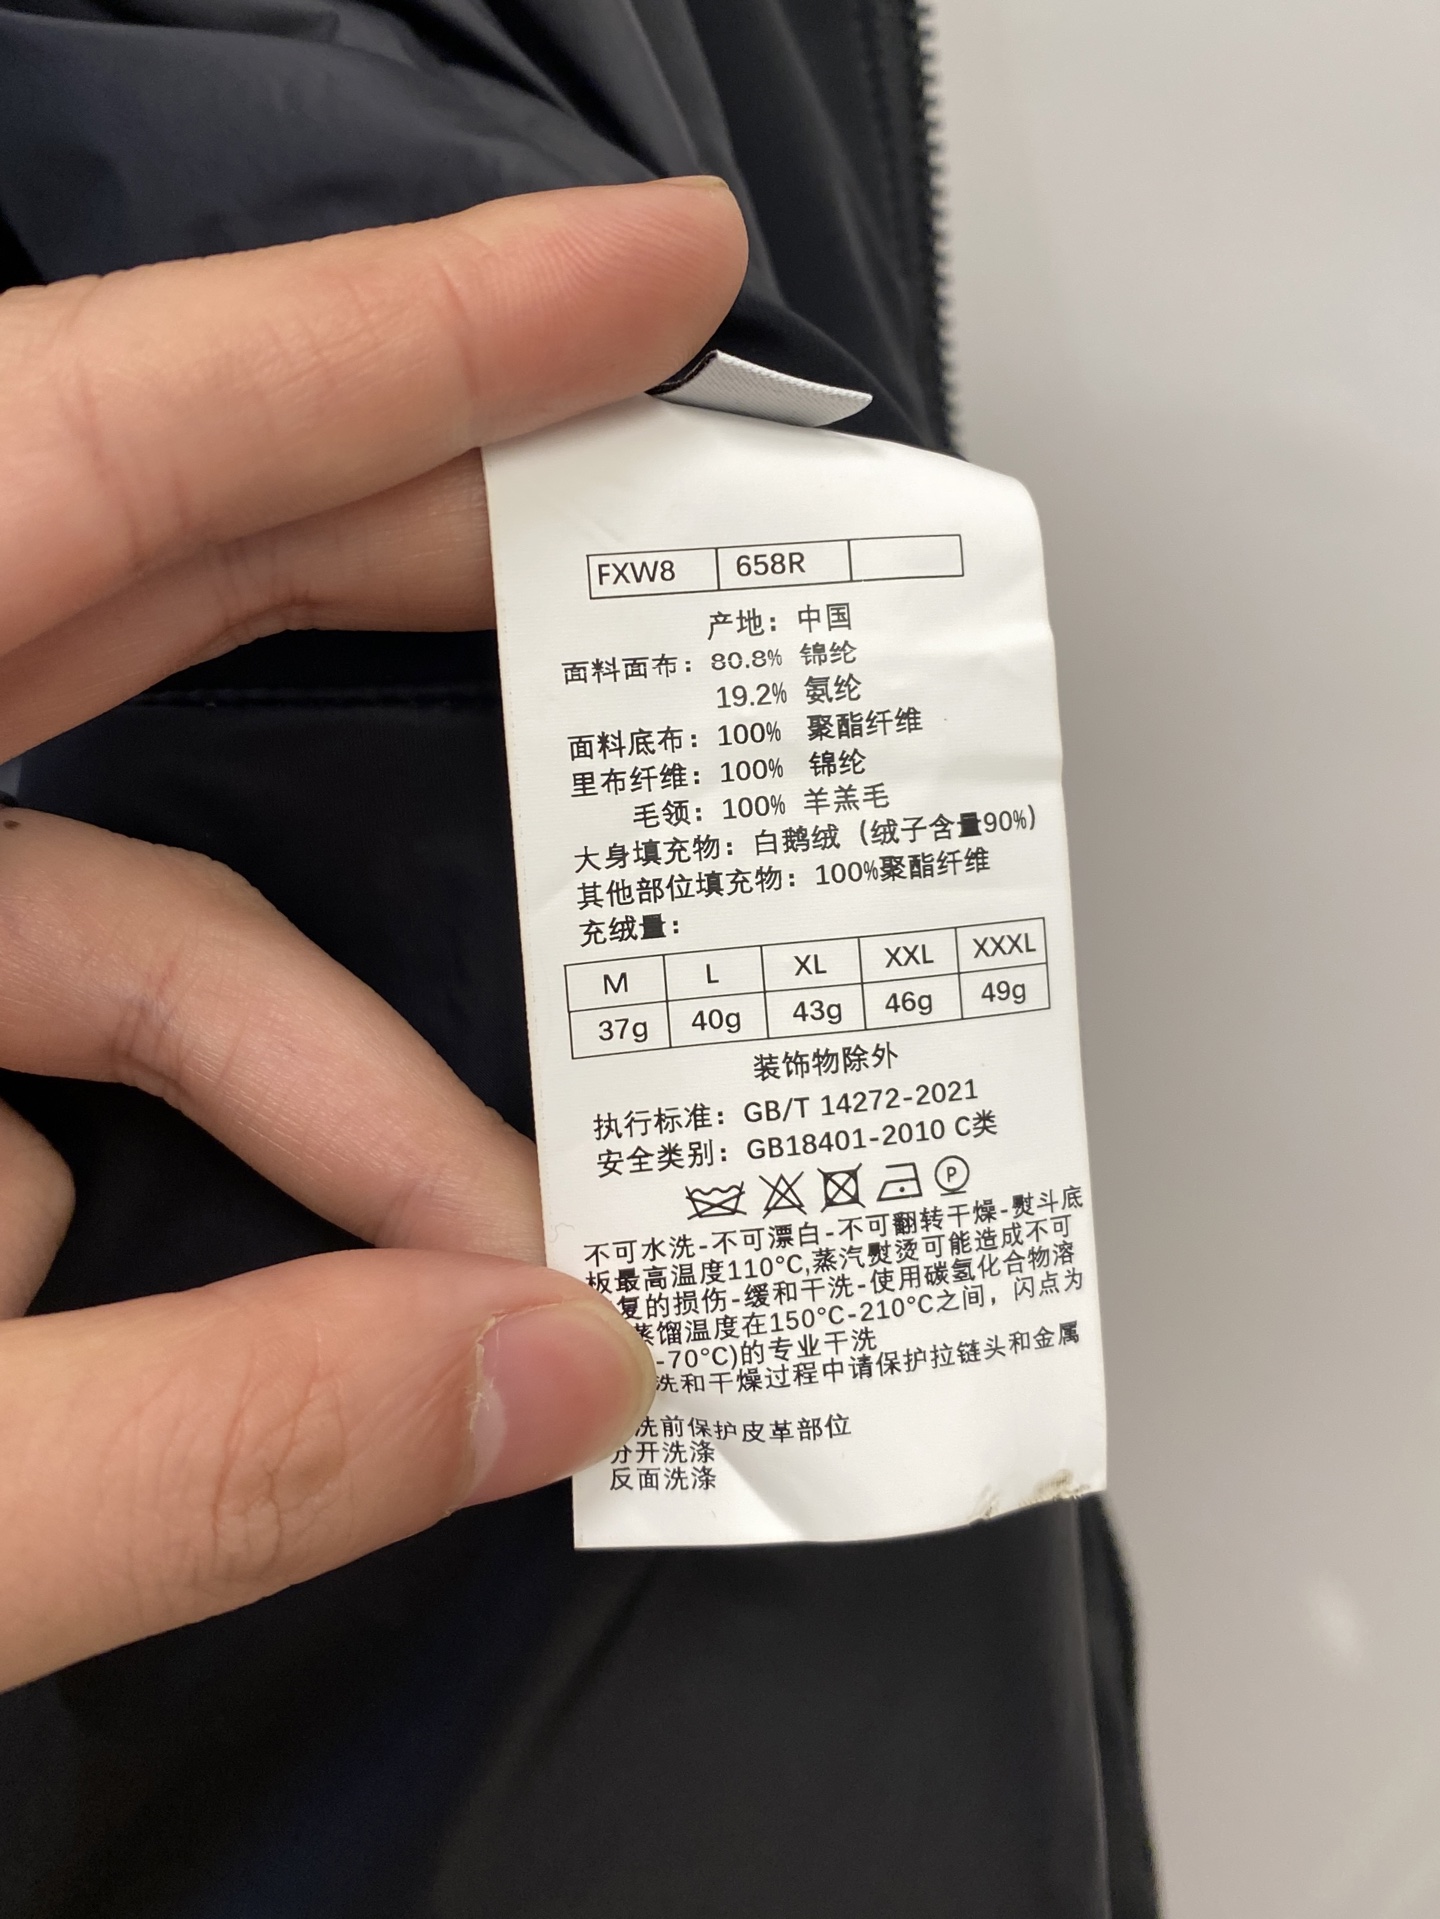 FXW8 658R
产地：中国
面料面布：80.8% 锦纶
19.2% 氨纶
面料底布：100% 聚酯纤维
里布纤维：100% 锦纶
毛领：100% 羊羔毛
大身填充物：白鹅绒（绒子含量90%）
其他部位填充物：100%聚酯纤维
充绒量：
M L XL XXL XXXL
37g 40g 43g 46g 49g
装饰物除外
执行标准：GB/T 14272-2021
安全类别：GB18401-2010 C类
P
不可水洗-不可漂白-不可翻转干燥-熨斗底
板最高温度110°C,蒸汽熨烫可能造成不可
复的损伤-缓和干洗-使用碳氢化合物溶
蒸馏温度在150°C-210°C之间，闪点为
-70°C)的专业干洗
洗和干燥过程中请保护拉链头和金属
洗前保护皮革部位
分开洗涤
反面洗涤